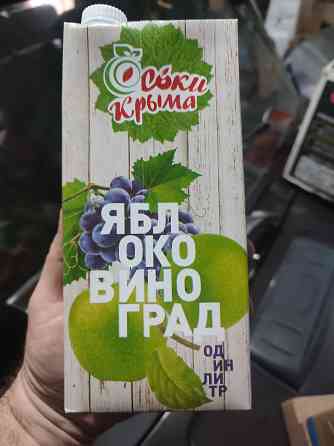 Соки
Крыма
ЯБЛ
ОКО
ВИНО
ГРАД
ОД
ИН
ЛИ
ТР